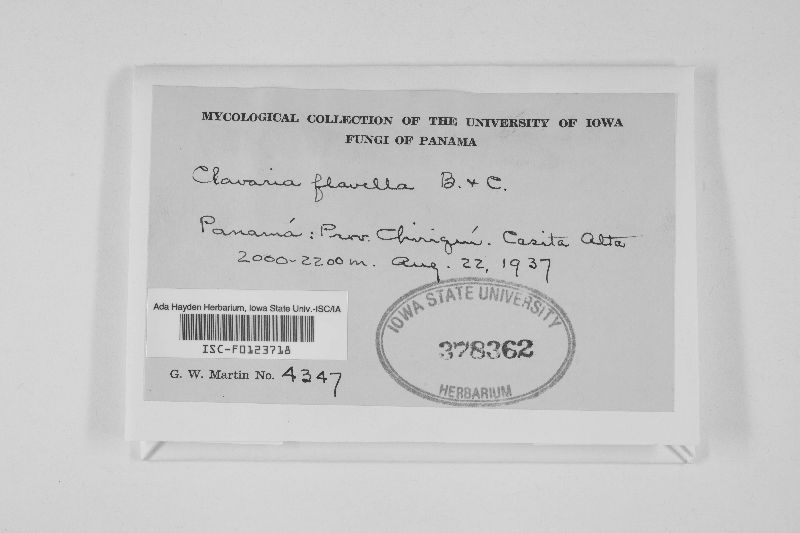 MYCOLOGICAL COLLECTION OF THE UNIVERSITY OF IOWA
FUNGI OF PANAMA
Clavaria flavella B. & C.
Panamá: Prov. Chiriquí. Casita Alta
2000-2200 m. Aug. 22, 1937
Ada Hayden Herbarium, Iowa State Univ.-ISC/IA
ISC-F0123718
G. W. Martin No. 4347
IOWA STATE UNIVERSITY
378362
HERBARIUM